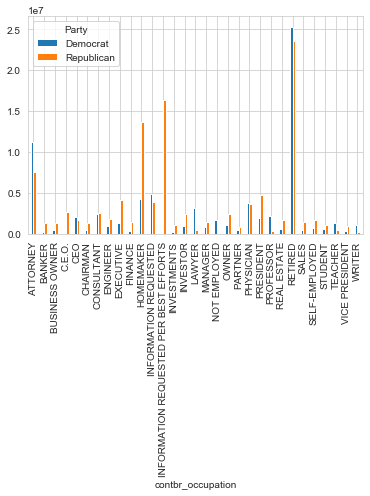 1e7
Party
Democrat
Republican
2.5
2.0
1.5
1.0
0.5
0.0
ATTORNEY
BANKER
BUSINESS OWNER
C.E.O.
CEO
CHAIRMAN
CONSULTANT
ENGINEER
EXECUTIVE
FINANCE
HOMEMAKER
INFORMATION REQUESTED
INFORMATION REQUESTED PER BEST EFFORTS
INVESTMENTS
INVESTOR
LAWYER
MANAGER
NOT EMPLOYED
OWNER
PARTNER
PHYSICIAN
PRESIDENT
PROFESSOR
REAL ESTATE
RETIRED
SALES
SELF-EMPLOYED
STUDENT
TEACHER
VICE PRESIDENT
WRITER
contbr_occupation